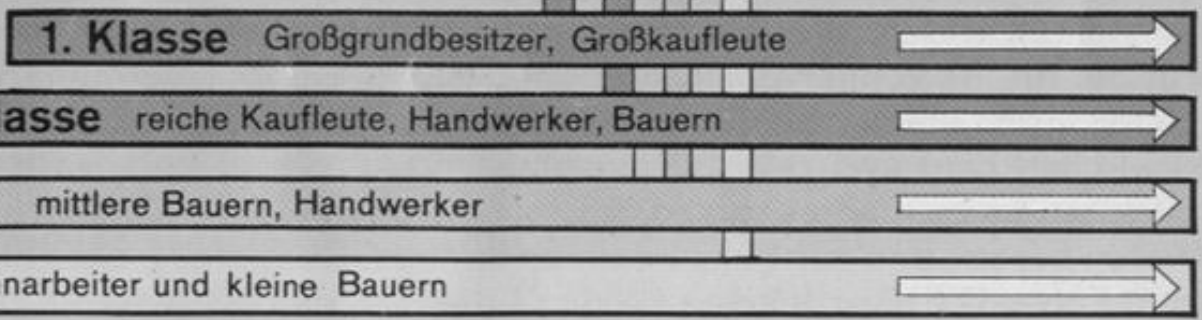 1. Klasse Großgrundbesitzer, Großkaufleute
asse reiche Kaufleute, Handwerker, Bauern
mittlere Bauern, Handwerker
narbeiter und kleine Bauern